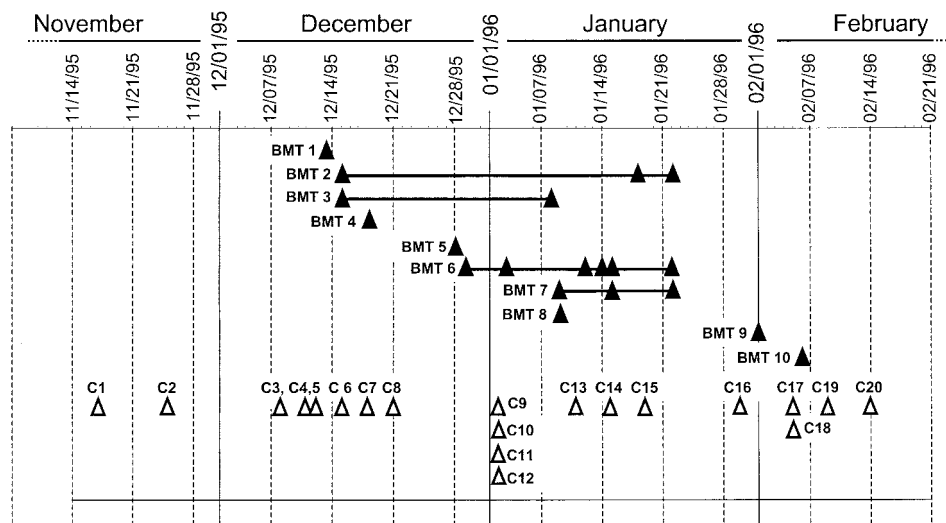 November December January February
11/14/95 11/21/95 11/28/95 12/01/95 12/07/95 12/14/95 12/21/95 12/28/95 01/01/96 01/07/96 01/14/96 01/21/96 01/28/96 02/01/96 02/07/96 02/14/96 02/21/96
BMT 1
BMT 2
BMT 3
BMT 4
BMT 5
BMT 6
BMT 7
BMT 8
BMT 9
BMT 10
C1 C2 C3, C4,5 C 6 C7 C8 C13 C14 C15 C16 C17 C19 C20
C9
C10 C18
C11
C12